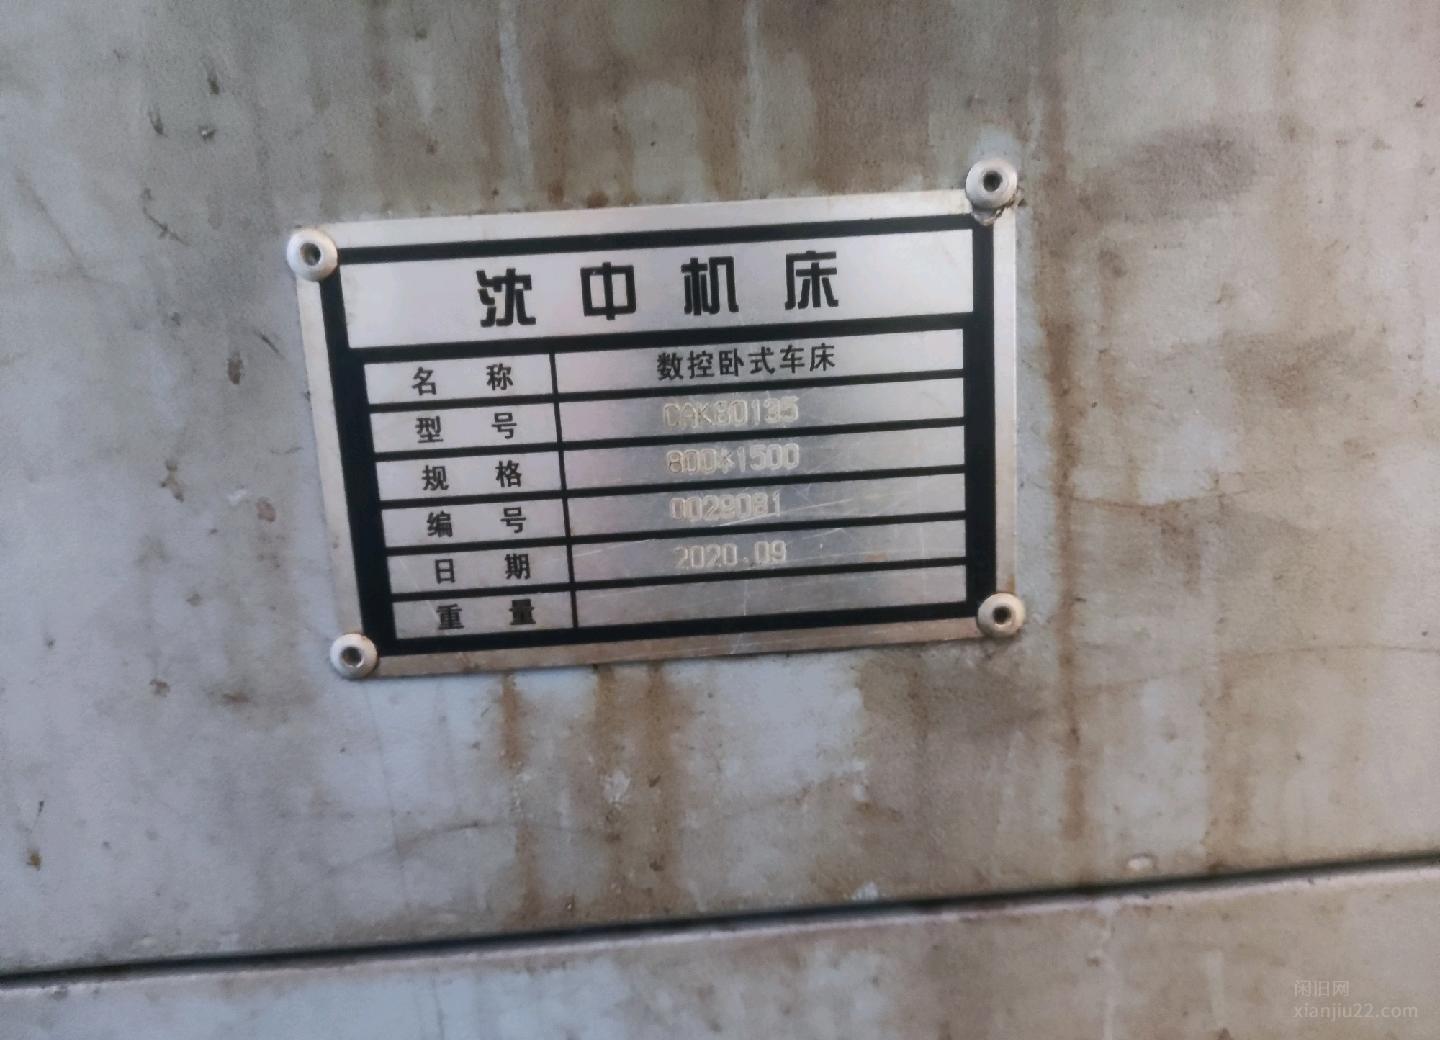 沈中机床
名称 数控卧式车床
型号 CAK80135
规格 800*1500
编号 0029081
日期 2020.09
重量
闲旧网
xianjiu22.com